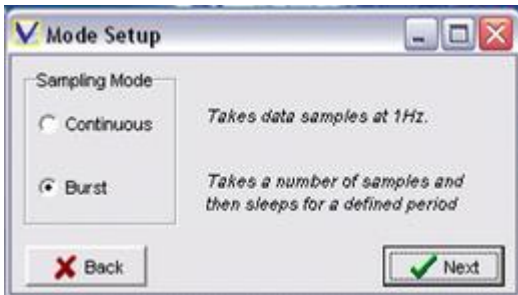 Mode Setup
Sampling Mode
Continuous
Takes data samples at 1Hz.
Burst
Takes a number of samples and
then sleeps for a defined period
Back
Next